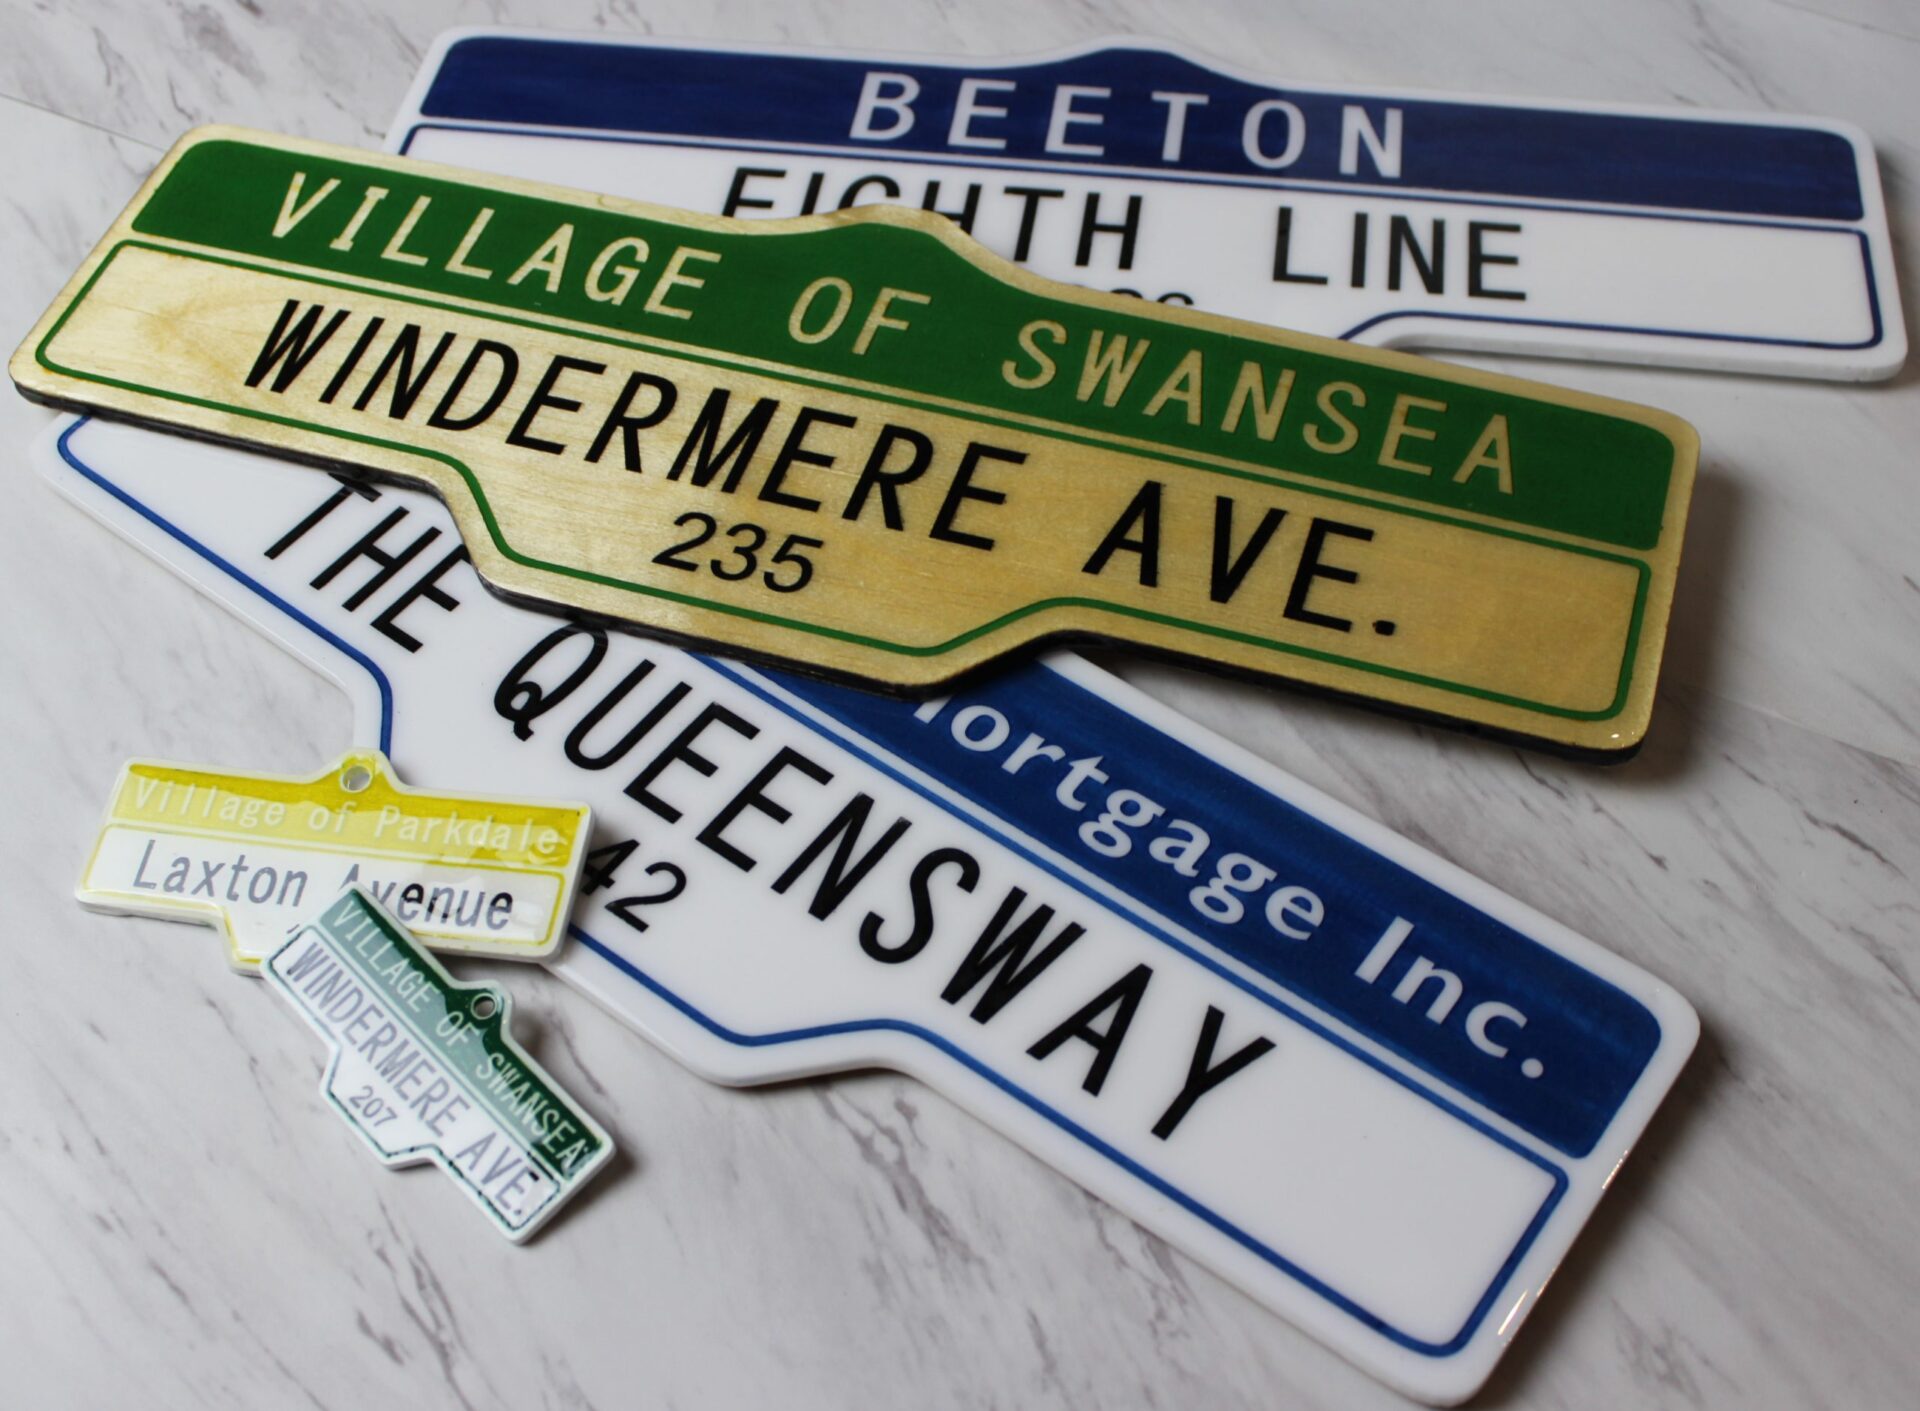 BEETON
EIGHTH LINE
VILLAGE OF SWANSEA
WINDERMERE AVE.
235
Mortgage Inc.
THE QUEENSWAY
42
Village of Parkdale
Laxton Avenue
VILLAGE OF SWANSEA
WINDERMERE AVE.
207